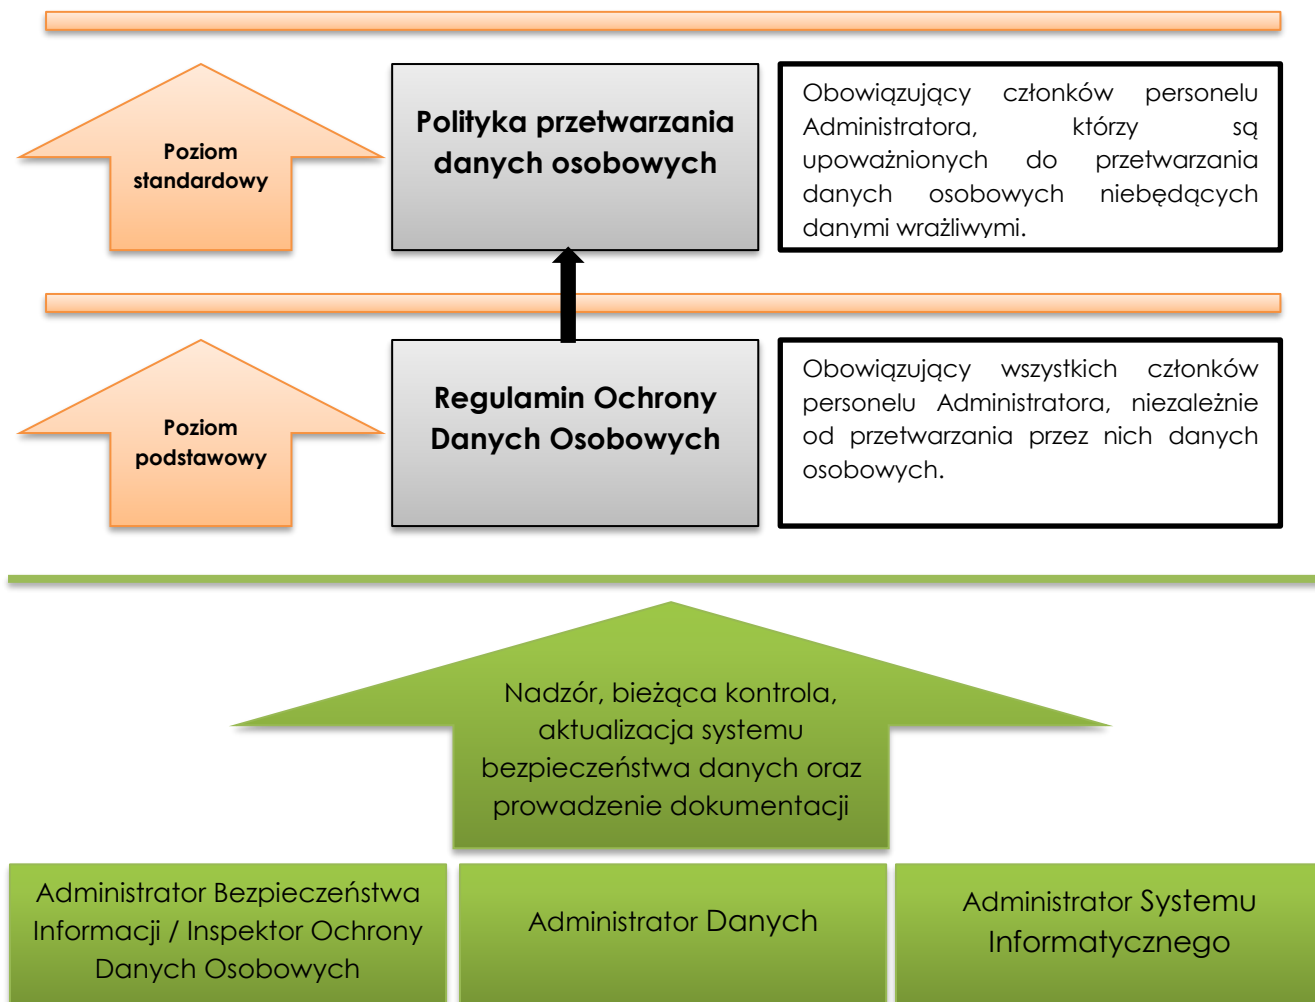 Poziom
standardowy
Polityka przetwarzania
danych osobowych
Obowiązujący członków personelu
Administratora, którzy są
upoważnionych do przetwarzania
danych osobowych niebędących
danymi wrażliwymi.
Poziom
podstawowy
Regulamin Ochrony
Danych Osobowych
Obowiązujący wszystkich członków
personelu Administratora, niezależnie
od przetwarzania przez nich danych
osobowych.
Nadzór, bieżąca kontrola,
aktualizacja systemu
bezpieczeństwa danych oraz
prowadzenie dokumentacji
Administrator Bezpieczeństwa
Informacji / Inspektor Ochrony
Danych Osobowych
Administrator Danych
Administrator Systemu
Informatycznego